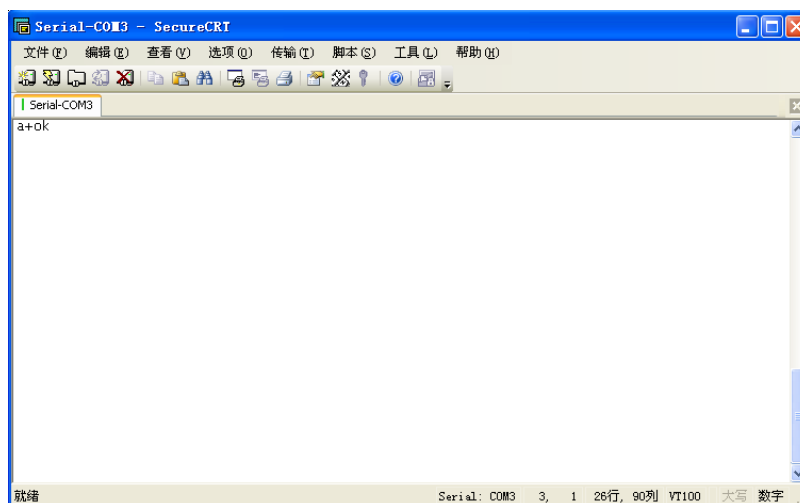 Serial-COM3 - SecureCRT
文件(F) 编辑(E) 查看(V) 选项(O) 传输(T) 脚本(S) 工具(L) 帮助(H)
Serial-COM3
a+ok
就绪 Serial: COM3 3, 1 26行, 90列 VT100 大写 数字